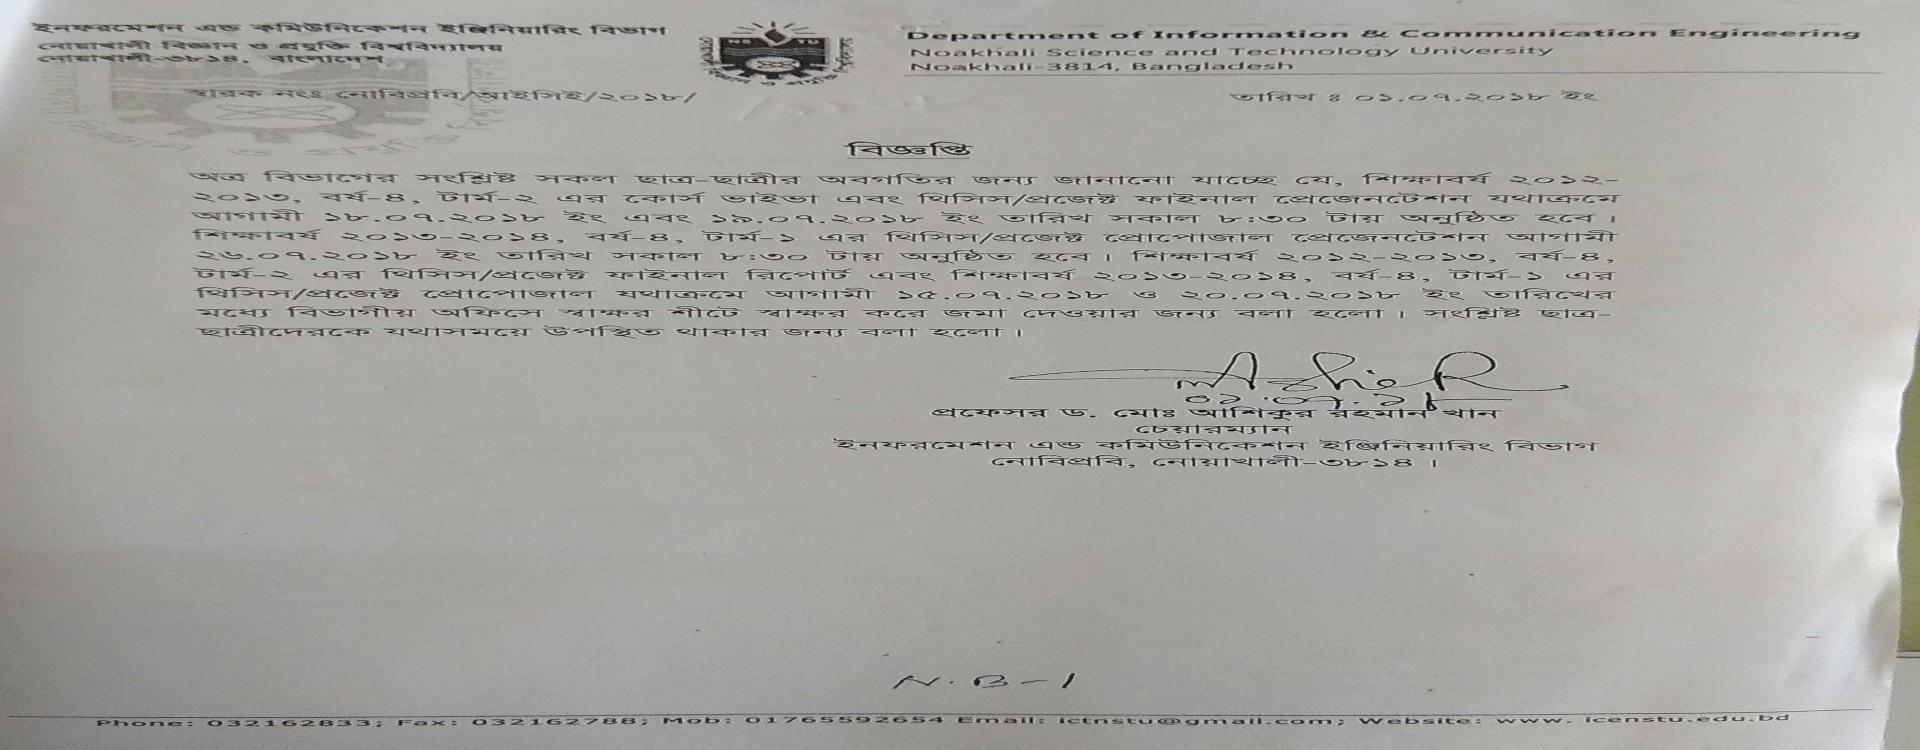 ইনফরমেশন এন্ড কমিউনিকেশন ইঞ্জিনিয়ারিং বিভাগ
নোয়াখালী বিজ্ঞান ও প্রযুক্তি বিশ্ববিদ্যালয়
নোয়াখালী-৩৮১৪, বাংলাদেশ
Department of Information & Communication Engineering
Noakhali Science and Technology University
Noakhali-3814, Bangladesh
স্মারক নংঃ নোবিপ্রবি/আইসিই/২০১৮/
তারিখ ঃ ০১.০৭.২০১৮ ইং
বিজ্ঞপ্তি
অত্র বিভাগের সংশ্লিষ্ট সকল ছাত্র-ছাত্রীর অবগতির জন্য জানানো যাচ্ছে যে, শিক্ষাবর্ষ ২০১২-
২০১৩, বর্ষ-৪, টার্ম-২ এর কোর্স ভাইভা এবং থিসিস/প্রজেক্ট ফাইনাল প্রেজেনটেশন যথাক্রমে
আগামী ১৮.০৭.২০১৮ ইং এবং ১৯.০৭.২০১৮ ইং তারিখ সকাল ৮:৩০ টায় অনুষ্ঠিত হবে।
শিক্ষাবর্ষ ২০১৩-২০১৪, বর্ষ-৪, টার্ম-১ এর থিসিস/প্রজেক্ট প্রোপোজাল প্রেজেনটেশন আগামী
২৬.০৭.২০১৮ ইং তারিখ সকাল ৮:৩০ টায় অনুষ্ঠিত হবে। শিক্ষাবর্ষ ২০১২-২০১৩, বর্ষ-৪,
টার্ম-২ এর থিসিস/প্রজেক্ট ফাইনাল রিপোর্ট এবং শিক্ষাবর্ষ ২০১৩-২০১৪, বর্ষ-৪, টার্ম-১ এর
থিসিস/প্রজেক্ট প্রোপোজাল যথাক্রমে আগামী ১৫.০৭.২০১৮ ও ২০.০৭.২০১৮ ইং তারিখের
মধ্যে বিভাগীয় অফিসে স্বাক্ষর শীটে স্বাক্ষর করে জমা দেওয়ার জন্য বলা হলো। সংশ্লিষ্ট ছাত্র-
ছাত্রীদেরকে যথাসময়ে উপস্থিত থাকার জন্য বলা হলো।
০১.০৭.১৮
প্রফেসর ড. মোঃ আশিকুর রহমান খান
চেয়ারম্যান
ইনফরমেশন এন্ড কমিউনিকেশন ইঞ্জিনিয়ারিং বিভাগ
নোবিপ্রবি, নোয়াখালী-৩৮১৪।
N.B-1
Phone: 032162833; Fax: 032162788; Mob: 01765592654 Email: ictnstu@gmail.com; Website: www. icenstu.edu.bd